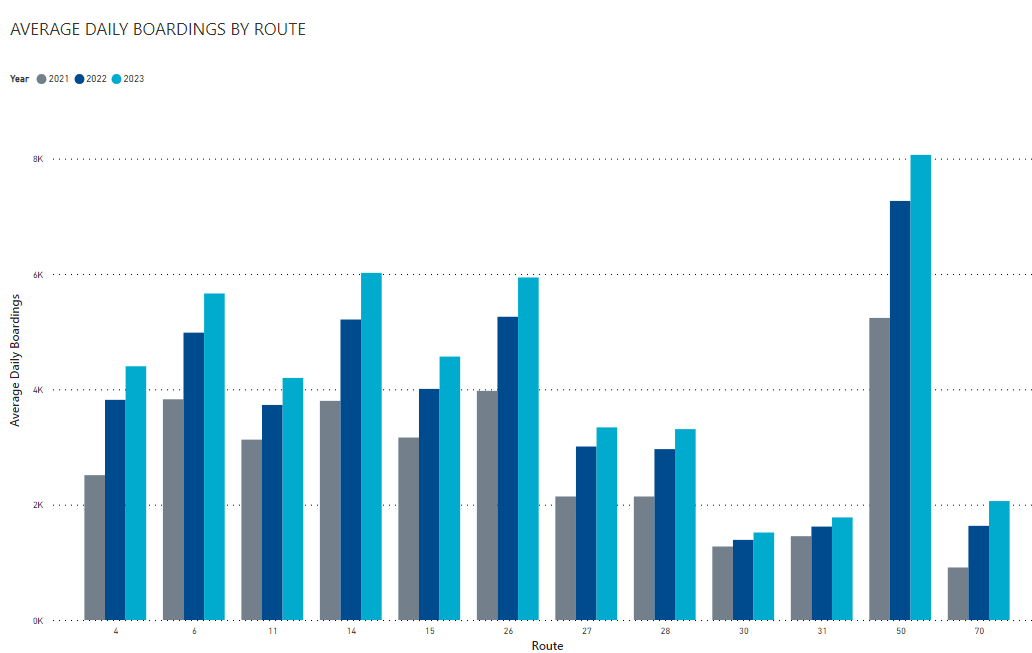 AVERAGE DAILY BOARDINGS BY ROUTE
Year 2021 2022 2023
8K
6K
4K
2K
0K
Average Daily Boardings
4 6 11 14 15 26 27 28 30 31 50 70
Route